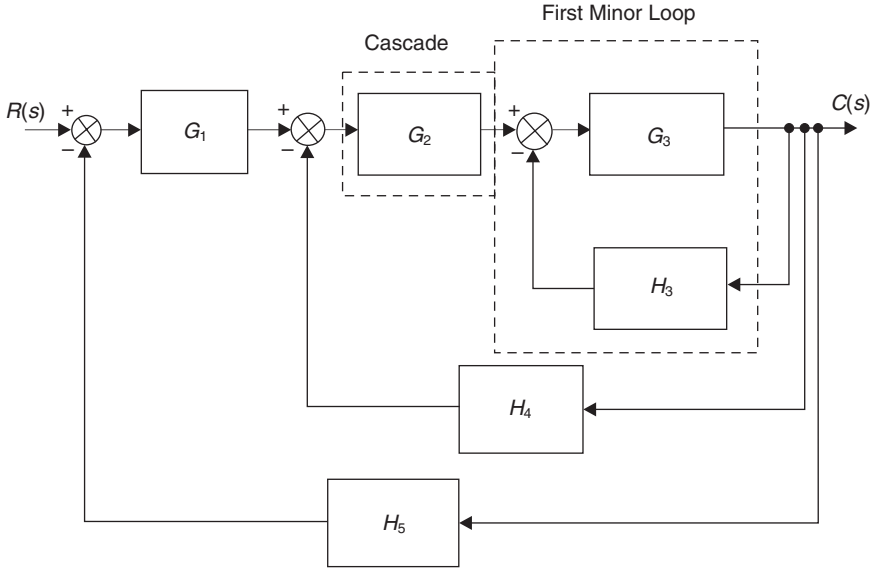 First Minor Loop
Cascade
R(s)
+
−
G₁
+
−
G₂
+
−
G₃
C(s)
H₃
H₄
H₅